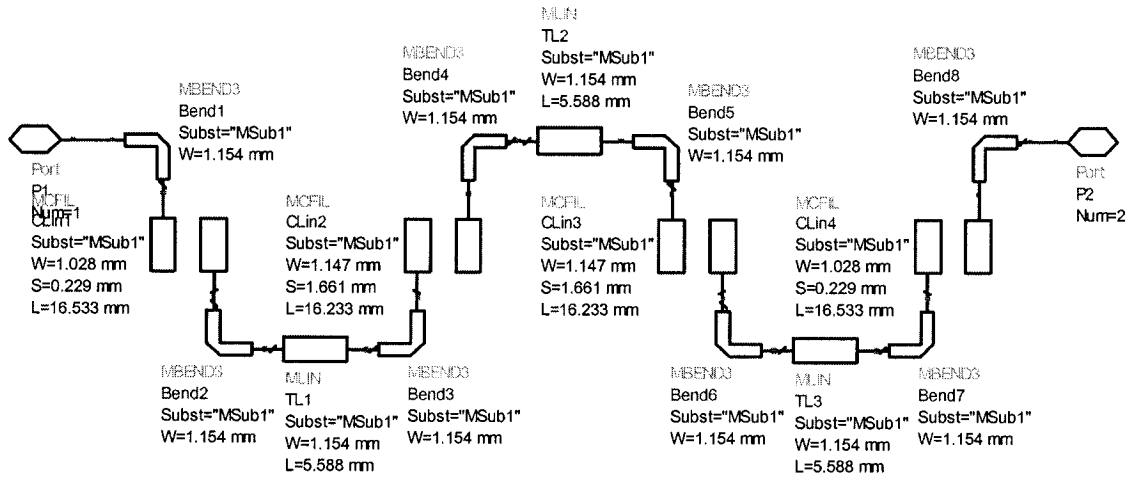 MLIN
TL2
Subst="MSub1"
W=1.154 mm
L=5.588 mm
MBEND3
Bend4
Subst="MSub1"
W=1.154 mm
MBEND3
Bend8
Subst="MSub1"
W=1.154 mm
MBEND3
Bend1
Subst="MSub1"
W=1.154 mm
MBEND3
Bend5
Subst="MSub1"
W=1.154 mm
Port
P1
Num=1
MCFIL
CLin1
Subst="MSub1"
W=1.028 mm
S=0.229 mm
L=16.533 mm
MCFIL
CLin2
Subst="MSub1"
W=1.147 mm
S=1.661 mm
L=16.233 mm
MCFIL
CLin3
Subst="MSub1"
W=1.147 mm
S=1.661 mm
L=16.233 mm
MCFIL
CLin4
Subst="MSub1"
W=1.028 mm
S=0.229 mm
L=16.533 mm
Port
P2
Num=2
MBEND3
Bend2
Subst="MSub1"
W=1.154 mm
MLIN
TL1
Subst="MSub1"
W=1.154 mm
L=5.588 mm
MBEND3
Bend3
Subst="MSub1"
W=1.154 mm
MBEND3
Bend6
Subst="MSub1"
W=1.154 mm
MLIN
TL3
Subst="MSub1"
W=1.154 mm
L=5.588 mm
MBEND3
Bend7
Subst="MSub1"
W=1.154 mm